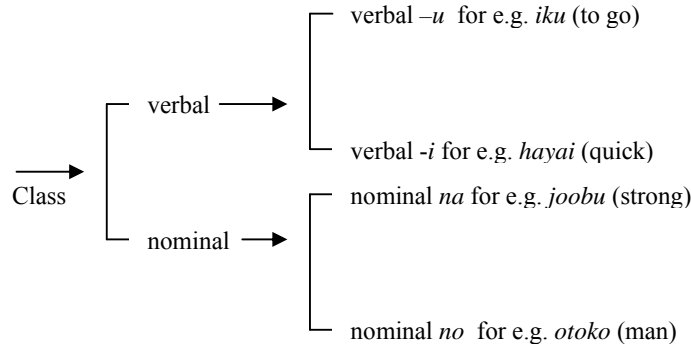 verbal –u for e.g. iku (to go)
verbal
verbal -i for e.g. hayai (quick)
Class
nominal na for e.g. joobu (strong)
nominal
nominal no for e.g. otoko (man)